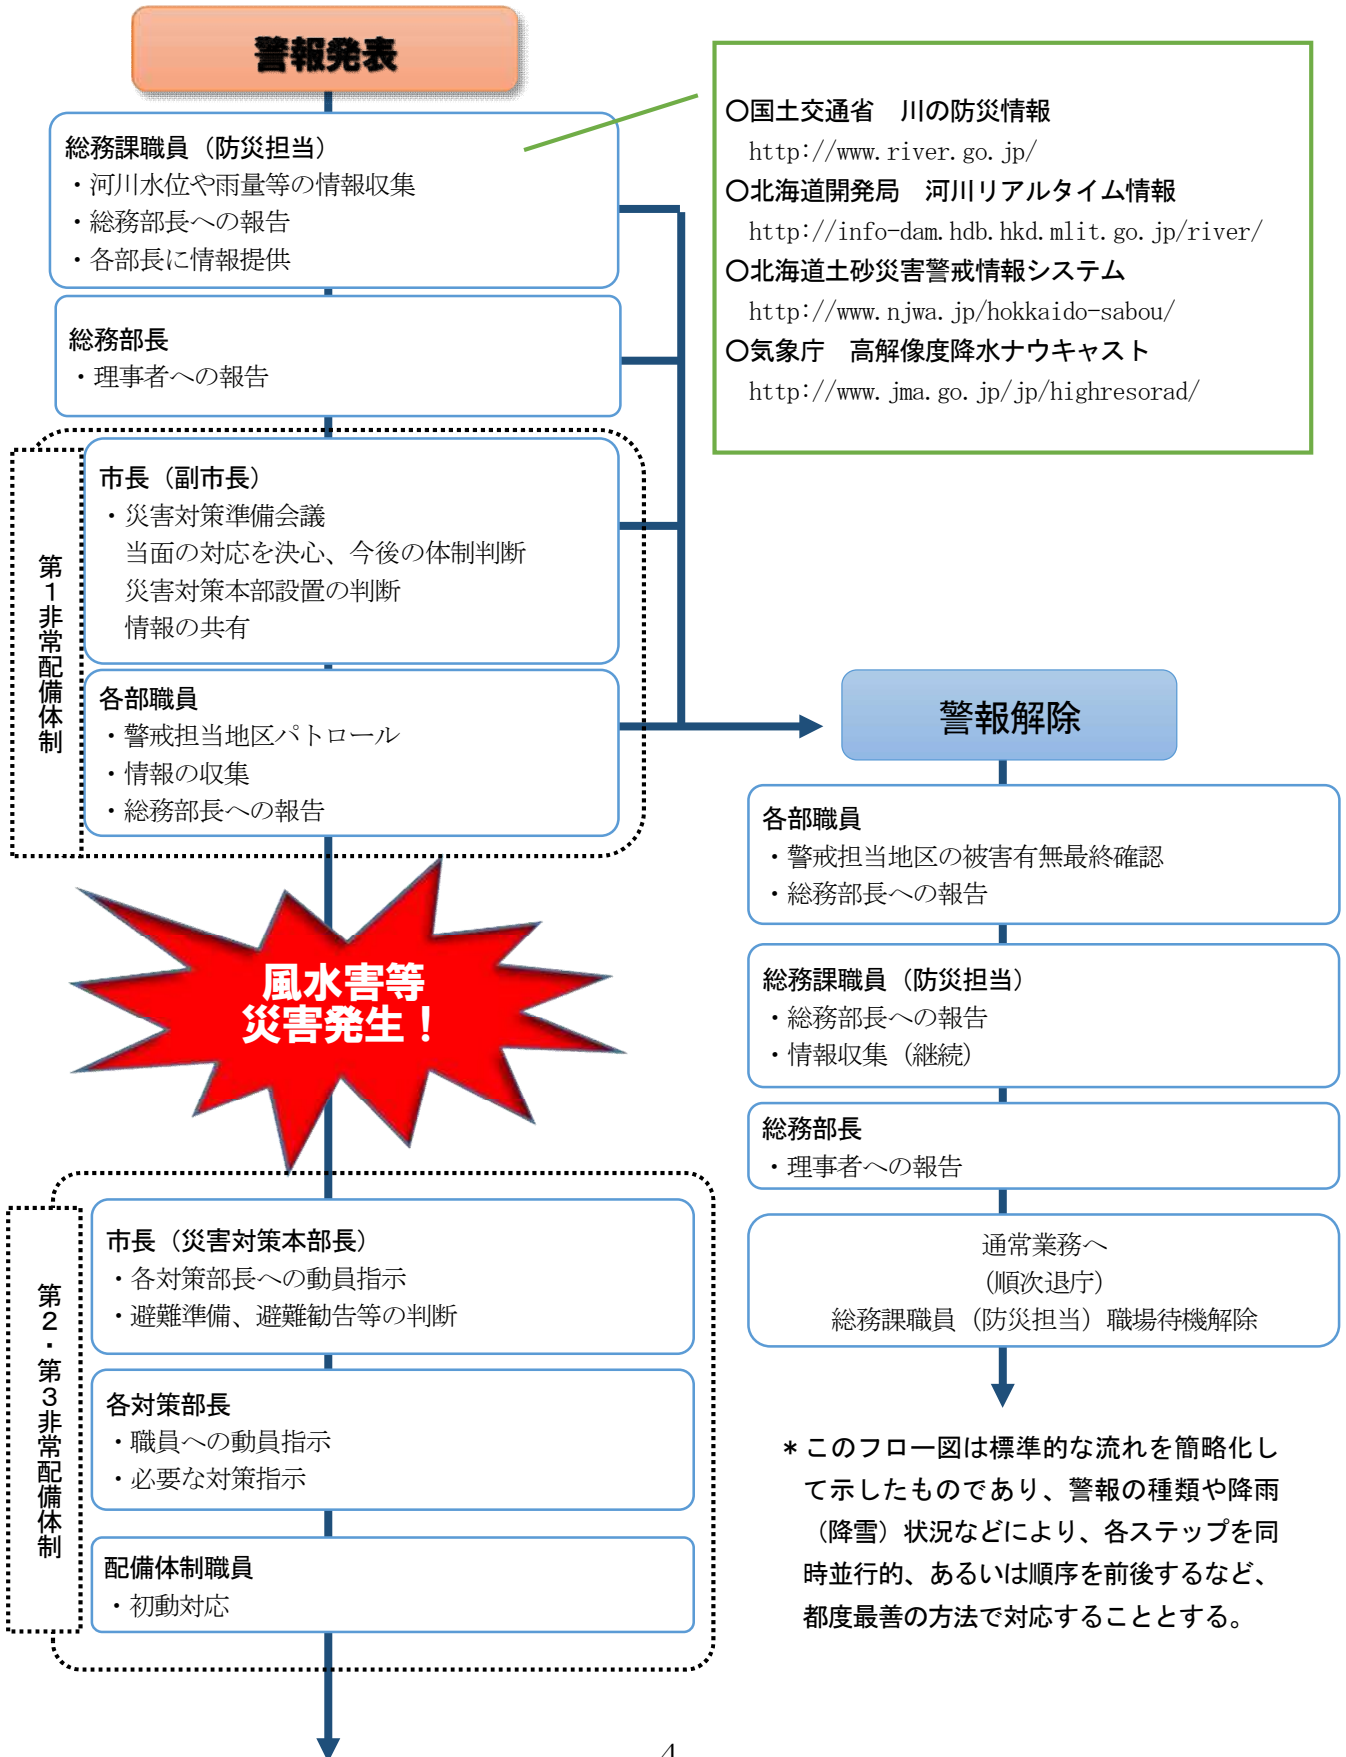 警報発表
総務課職員（防災担当）
・河川水位や雨量等の情報収集
・総務部長への報告
・各部長に情報提供
○国土交通省　川の防災情報
http://www.river.go.jp/
○北海道開発局　河川リアルタイム情報
http://info-dam.hdb.hkd.mlit.go.jp/river/
○北海道土砂災害警戒情報システム
http://www.njwa.jp/hokkaido-sabou/
○気象庁　高解像度降水ナウキャスト
http://www.jma.go.jp/jp/highresorad/
総務部長
・理事者への報告
第１非常配備体制
市長（副市長）
・災害対策準備会議
当面の対応を決心、今後の体制判断
災害対策本部設置の判断
情報の共有
各部職員
・警戒担当地区パトロール
・情報の収集
・総務部長への報告
風水害等
災害発生！
第２・第３非常配備体制
市長（災害対策本部長）
・各対策部長への動員指示
・避難準備、避難勧告等の判断
各対策部長
・職員への動員指示
・必要な対策指示
配備体制職員
・初動対応
警報解除
各部職員
・警戒担当地区の被害有無最終確認
・総務部長への報告
総務課職員（防災担当）
・総務部長への報告
・情報収集（継続）
総務部長
・理事者への報告
通常業務へ
（順次退庁）
総務課職員（防災担当）職場待機解除
＊このフロー図は標準的な流れを簡略化し
て示したものであり、警報の種類や降雨
（降雪）状況などにより、各ステップを同
時並行的、あるいは順序を前後するなど、
都度最善の方法で対応することとする。
4